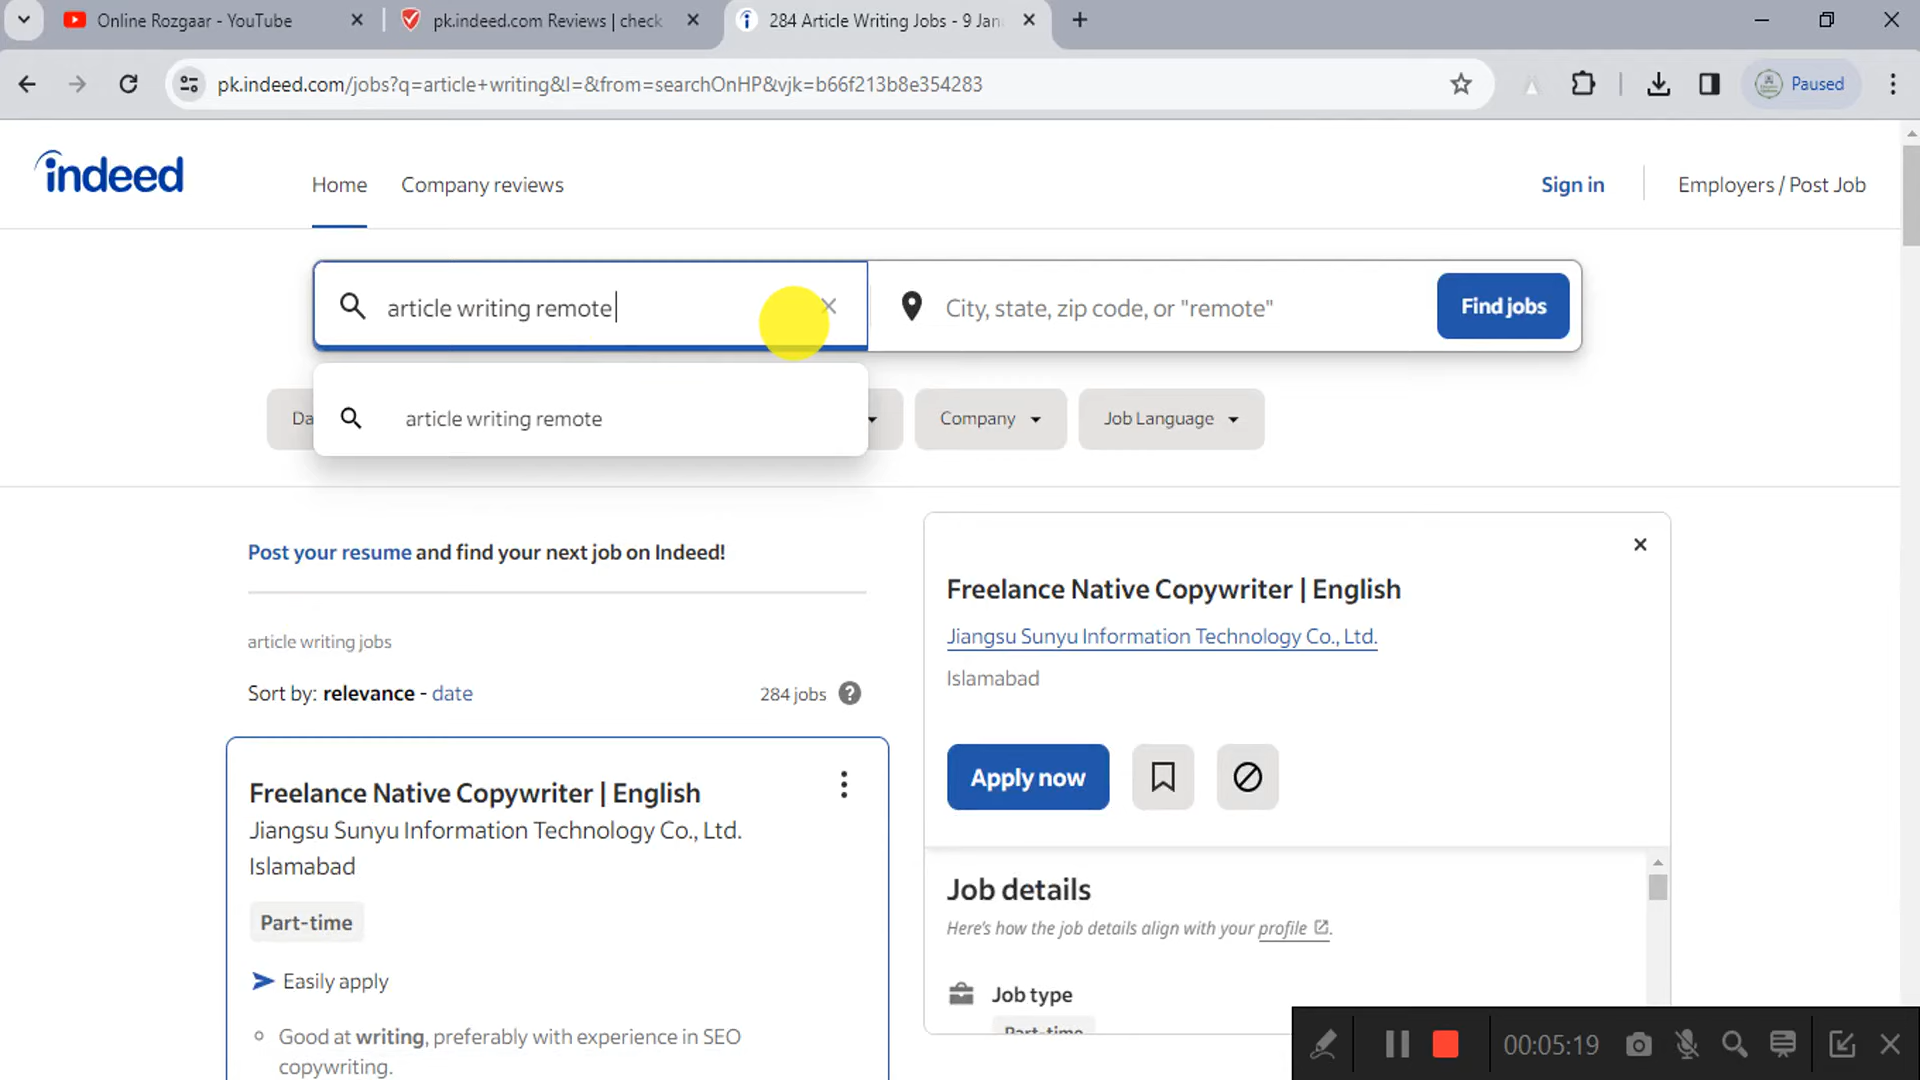 Online Rozgaar - YouTube
pk.indeed.com Reviews | check
284 Article Writing Jobs - 9 Jan
pk.indeed.com/jobs?q=article+writing&l=&from=searchOnHP&vjk=b66f213b8e354283
Paused
indeed
Home
Company reviews
Sign in
Employers / Post Job
article writing remote
City, state, zip code, or "remote"
Find jobs
article writing remote
Da
Company
Job Language
Post your resume and find your next job on Indeed!
article writing jobs
Sort by: relevance - date
284 jobs
Freelance Native Copywriter | English
Jiangsu Sunyu Information Technology Co., Ltd.
Islamabad
Part-time
Easily apply
Good at writing, preferably with experience in SEO
copywriting.
Freelance Native Copywriter | English
Jiangsu Sunyu Information Technology Co., Ltd.
Islamabad
Apply now
Job details
Here's how the job details align with your profile.
Job type
Part-time
00:05:19